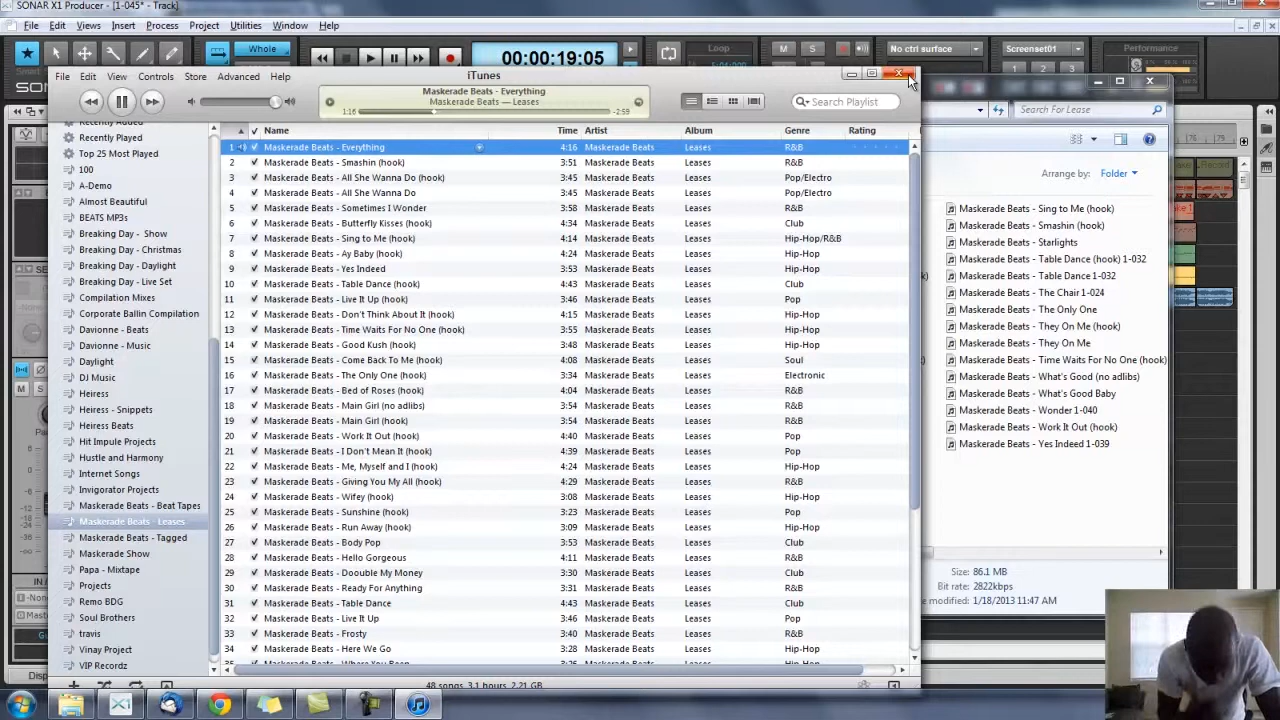 SONAR X1 Producer - [1-045* - Track]
File Edit Views Insert Process Project Utilities Window Help
Smart
Whole
00:00:19:05
Loop
M S
No ctrl surface
Screenset01
1 2 3
Performance
iTunes
File Edit View Controls Store Advanced Help
Maskerade Beats - Everything
Maskerade Beats — Leases
1:16 -2:59
Search Playlist
Search For Lease
Name Time Artist Album Genre Rating
Recently Added
Recently Played
Top 25 Most Played
100
A-Demo
Almost Beautiful
BEATS MP3s
Breaking Day - Show
Breaking Day - Christmas
Breaking Day - Daylight
Breaking Day - Live Set
Compilation Mixes
Corporate Ballin Compilation
Davionne - Beats
Davionne - Music
Daylight
DJ Music
Heiress
Heiress - Snippets
Heiress Beats
Hit Impule Projects
Hustle and Harmony
Internet Songs
Invigorator Projects
Maskerade Beats - Beat Tapes
Maskerade Beats - Leases
Maskerade Beats - Tagged
Maskerade Show
Papa - Mixtape
Projects
Remo BDG
Soul Brothers
travis
Vinay Project
VIP Recordz
1 Maskerade Beats - Everything 4:16 Maskerade Beats Leases R&B
2 Maskerade Beats - Smashin (hook) 3:51 Maskerade Beats Leases R&B
3 Maskerade Beats - All She Wanna Do (hook) 3:45 Maskerade Beats Leases Pop/Electro
4 Maskerade Beats - All She Wanna Do 3:45 Maskerade Beats Leases Pop/Electro
5 Maskerade Beats - Sometimes I Wonder 3:58 Maskerade Beats Leases R&B
6 Maskerade Beats - Butterfly Kisses (hook) 4:34 Maskerade Beats Leases Club
7 Maskerade Beats - Sing to Me (hook) 4:14 Maskerade Beats Leases Hip-Hop/R&B
8 Maskerade Beats - Ay Baby (hook) 4:24 Maskerade Beats Leases Hip-Hop
9 Maskerade Beats - Yes Indeed 3:53 Maskerade Beats Leases Hip-Hop
10 Maskerade Beats - Table Dance (hook) 4:43 Maskerade Beats Leases Club
11 Maskerade Beats - Live It Up (hook) 3:46 Maskerade Beats Leases Pop
12 Maskerade Beats - Don't Think About It (hook) 4:15 Maskerade Beats Leases Hip-Hop
13 Maskerade Beats - Time Waits For No One (hook) 3:55 Maskerade Beats Leases Hip-Hop
14 Maskerade Beats - Good Kush (hook) 3:48 Maskerade Beats Leases Hip-Hop
15 Maskerade Beats - Come Back To Me (hook) 4:08 Maskerade Beats Leases Soul
16 Maskerade Beats - The Only One (hook) 3:34 Maskerade Beats Leases Electronic
17 Maskerade Beats - Bed of Roses (hook) 4:04 Maskerade Beats Leases R&B
18 Maskerade Beats - Main Girl (no adlibs) 3:54 Maskerade Beats Leases R&B
19 Maskerade Beats - Main Girl (hook) 3:54 Maskerade Beats Leases R&B
20 Maskerade Beats - Work It Out (hook) 4:40 Maskerade Beats Leases Pop
21 Maskerade Beats - I Don't Mean It (hook) 4:39 Maskerade Beats Leases Pop
22 Maskerade Beats - Me, Myself and I (hook) 4:24 Maskerade Beats Leases Hip-Hop
23 Maskerade Beats - Giving You My All (hook) 4:29 Maskerade Beats Leases R&B
24 Maskerade Beats - Wifey (hook) 3:08 Maskerade Beats Leases Hip-Hop
25 Maskerade Beats - Sunshine (hook) 3:23 Maskerade Beats Leases Pop
26 Maskerade Beats - Run Away (hook) 3:09 Maskerade Beats Leases Hip-Hop
27 Maskerade Beats - Body Pop 3:53 Maskerade Beats Leases Club
28 Maskerade Beats - Hello Gorgeous 4:11 Maskerade Beats Leases R&B
29 Maskerade Beats - Doouble My Money 3:30 Maskerade Beats Leases Club
30 Maskerade Beats - Ready For Anything 3:31 Maskerade Beats Leases R&B
31 Maskerade Beats - Table Dance 4:43 Maskerade Beats Leases Club
32 Maskerade Beats - Live It Up 3:46 Maskerade Beats Leases Pop
33 Maskerade Beats - Frosty 3:40 Maskerade Beats Leases Hip-Hop
34 Maskerade Beats - Here We Go 3:28 Maskerade Beats Leases Hip-Hop
48 songs, 3.1 hours, 2.21 GB
Arrange by: Folder
Maskerade Beats - Sing to Me (hook)
Maskerade Beats - Smashin (hook)
Maskerade Beats - Starlights
Maskerade Beats - Table Dance (hook) 1-032
Maskerade Beats - Table Dance 1-032
Maskerade Beats - The Chair 1-024
Maskerade Beats - The Only One
Maskerade Beats - They On Me (hook)
Maskerade Beats - They On Me
Maskerade Beats - Time Waits For No One (hook)
Maskerade Beats - What's Good (no adlibs)
Maskerade Beats - What's Good Baby
Maskerade Beats - Wonder 1-040
Maskerade Beats - Work It Out (hook)
Maskerade Beats - Yes Indeed 1-039
Size: 86.1 MB
Bit rate: 2822kbps
modified: 1/18/2013 11:47 AM